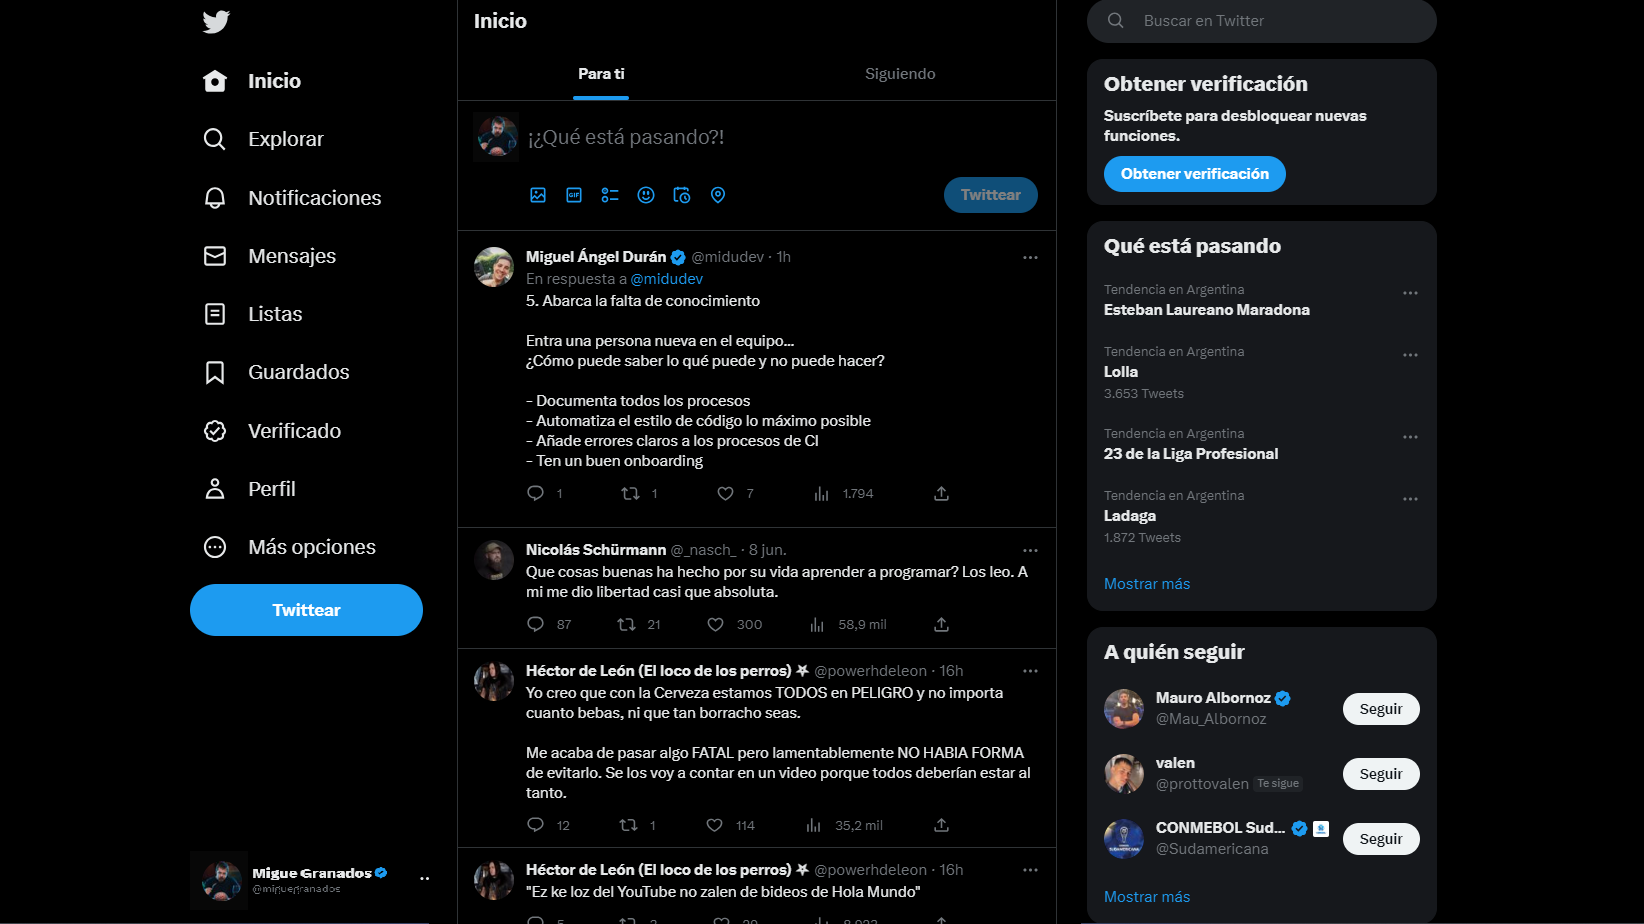 Inicio
Explorar
Notificaciones
Mensajes
Listas
Guardados
Verificado
Perfil
Más opciones
Twittear
Migue Granados
@miguegranados
Inicio
Para ti
Siguiendo
¡¿Qué está pasando?!
GIF
Twittear
Miguel Ángel Durán @midudev · 1h
En respuesta a @midudev
5. Abarca la falta de conocimiento
Entra una persona nueva en el equipo...
¿Cómo puede saber lo qué puede y no puede hacer?
- Documenta todos los procesos
- Automatiza el estilo de código lo máximo posible
- Añade errores claros a los procesos de CI
- Ten un buen onboarding
1 1 7 1.794
Nicolás Schürmann @_nasch_ · 8 jun.
Que cosas buenas ha hecho por su vida aprender a programar? Los leo. A
mi me dio libertad casi que absoluta.
87 21 300 58,9 mil
Héctor de León (El loco de los perros) @powerhdeleon · 16h
Yo creo que con la Cerveza estamos TODOS en PELIGRO y no importa
cuanto bebas, ni que tan borracho seas.
Me acaba de pasar algo FATAL pero lamentablemente NO HABIA FORMA
de evitarlo. Se los voy a contar en un video porque todos deberían estar al
tanto.
12 1 114 35,2 mil
Héctor de León (El loco de los perros) @powerhdeleon · 16h
"Ez ke loz del YouTube no zalen de bideos de Hola Mundo"
Buscar en Twitter
Obtener verificación
Suscríbete para desbloquear nuevas
funciones.
Obtener verificación
Qué está pasando
Tendencia en Argentina
Esteban Laureano Maradona
Tendencia en Argentina
Lolla
3.653 Tweets
Tendencia en Argentina
23 de la Liga Profesional
Tendencia en Argentina
Ladaga
1.872 Tweets
Mostrar más
A quién seguir
Mauro Albornoz
@Mau_Albornoz
Seguir
valen
@prottovalen Te sigue
Seguir
CONMEBOL Sud...
@Sudamericana
Seguir
Mostrar más